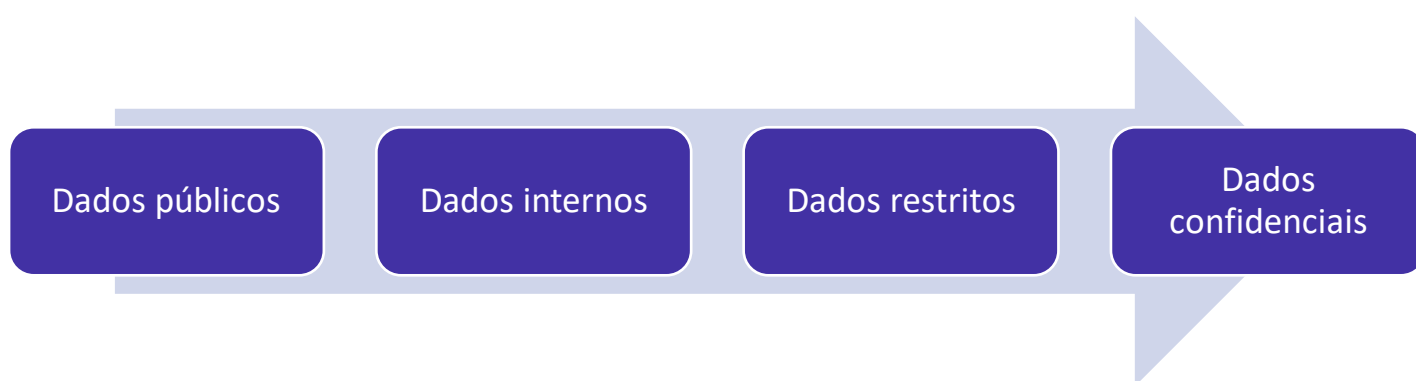 Dados públicos
Dados internos
Dados restritos
Dados
confidenciais